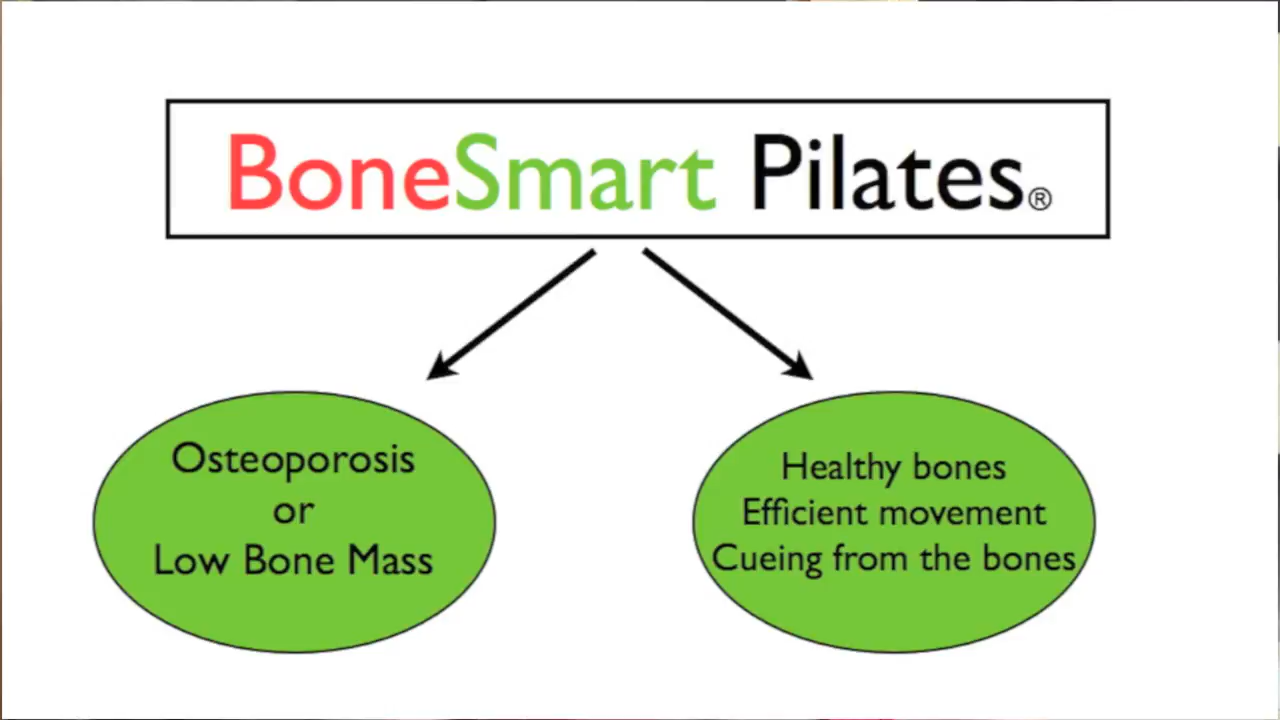 BoneSmart Pilates®
Osteoporosis
or
Low Bone Mass
Healthy bones
Efficient movement
Cueing from the bones